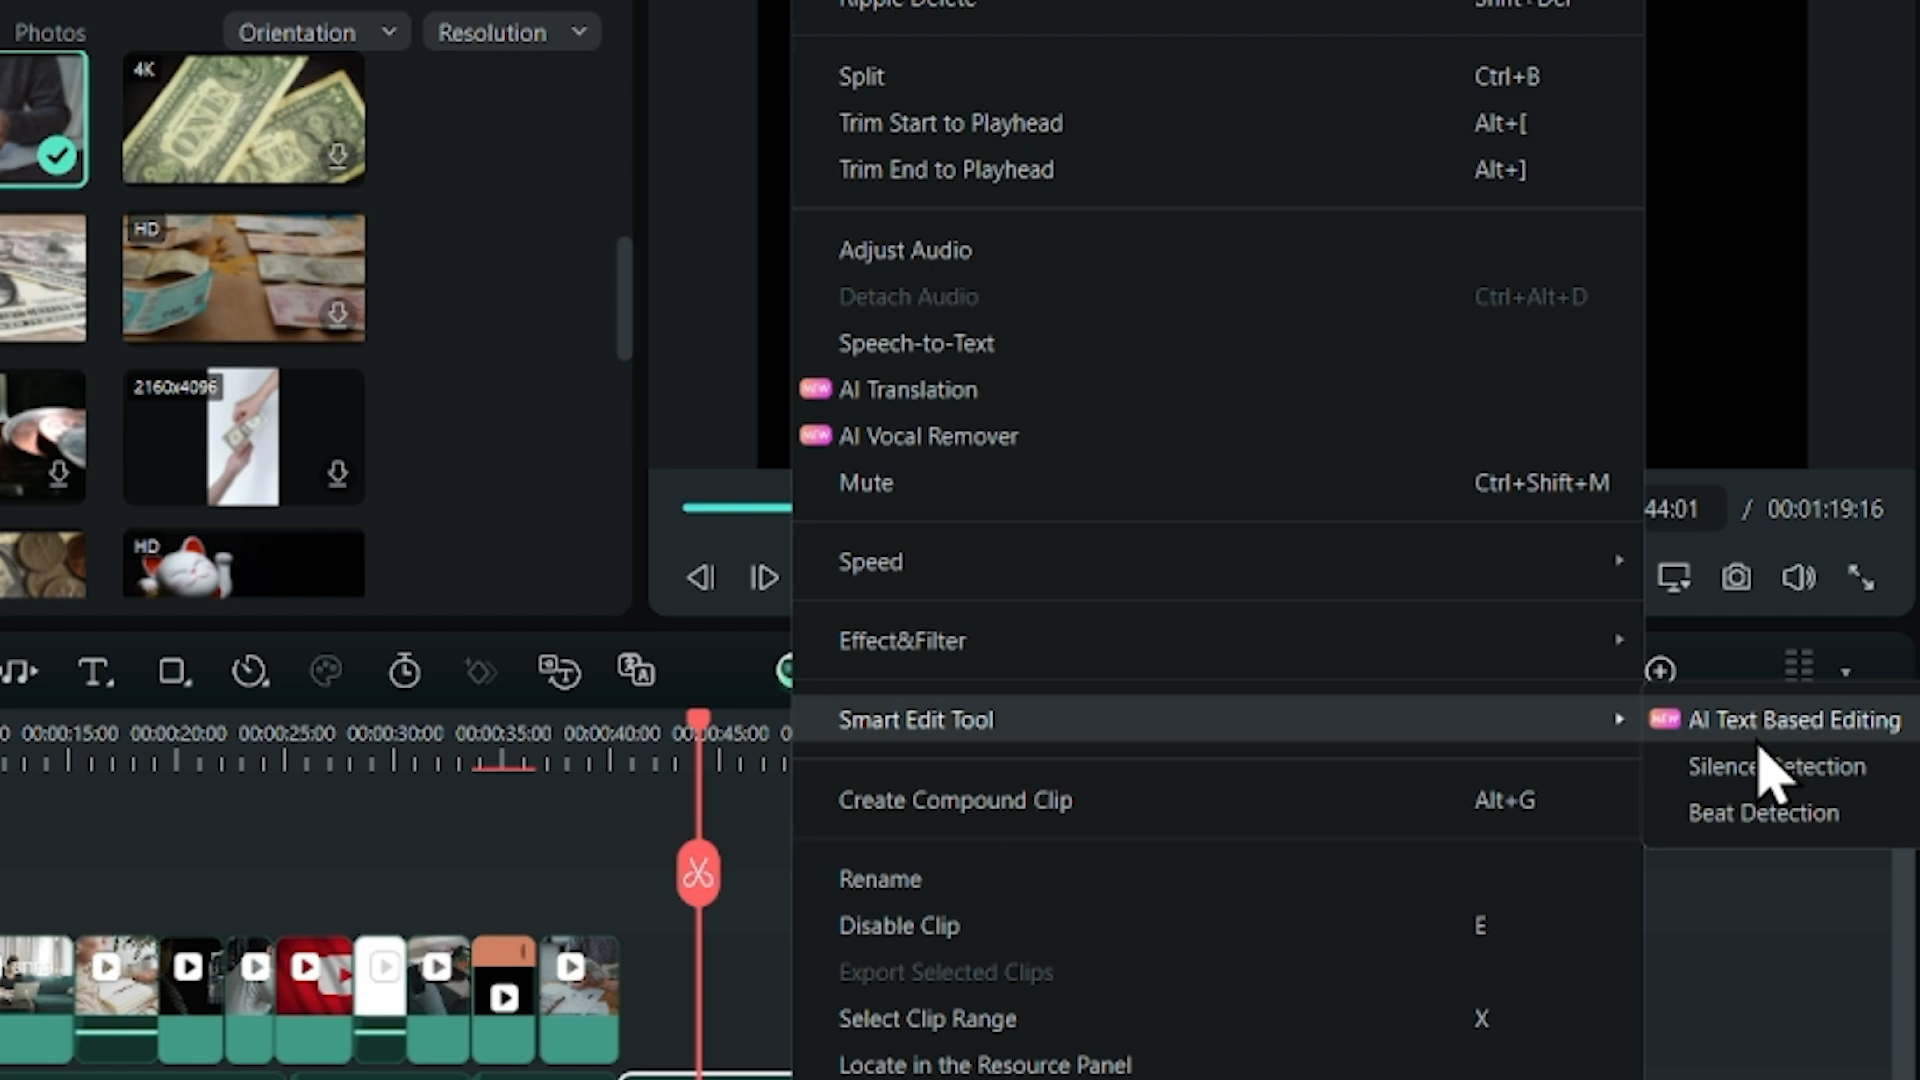 Photos
Orientation
Resolution
4K
HD
2160x4096
HD
Ripple Delete
Shift+Del
Split
Ctrl+B
Trim Start to Playhead
Alt+[
Trim End to Playhead
Alt+]
Adjust Audio
Detach Audio
Ctrl+Alt+D
Speech-to-Text
NEW AI Translation
NEW AI Vocal Remover
Mute
Ctrl+Shift+M
Speed
Effect&Filter
Smart Edit Tool
Create Compound Clip
Alt+G
Rename
Disable Clip
E
Export Selected Clips
Select Clip Range
X
Locate in the Resource Panel
NEW AI Text Based Editing
Silence Detection
Beat Detection
44:01 / 00:01:19:16
0 00:00:15:00 00:00:20:00 00:00:25:00 00:00:30:00 00:00:35:00 00:00:40:00 00:00:45:00 0